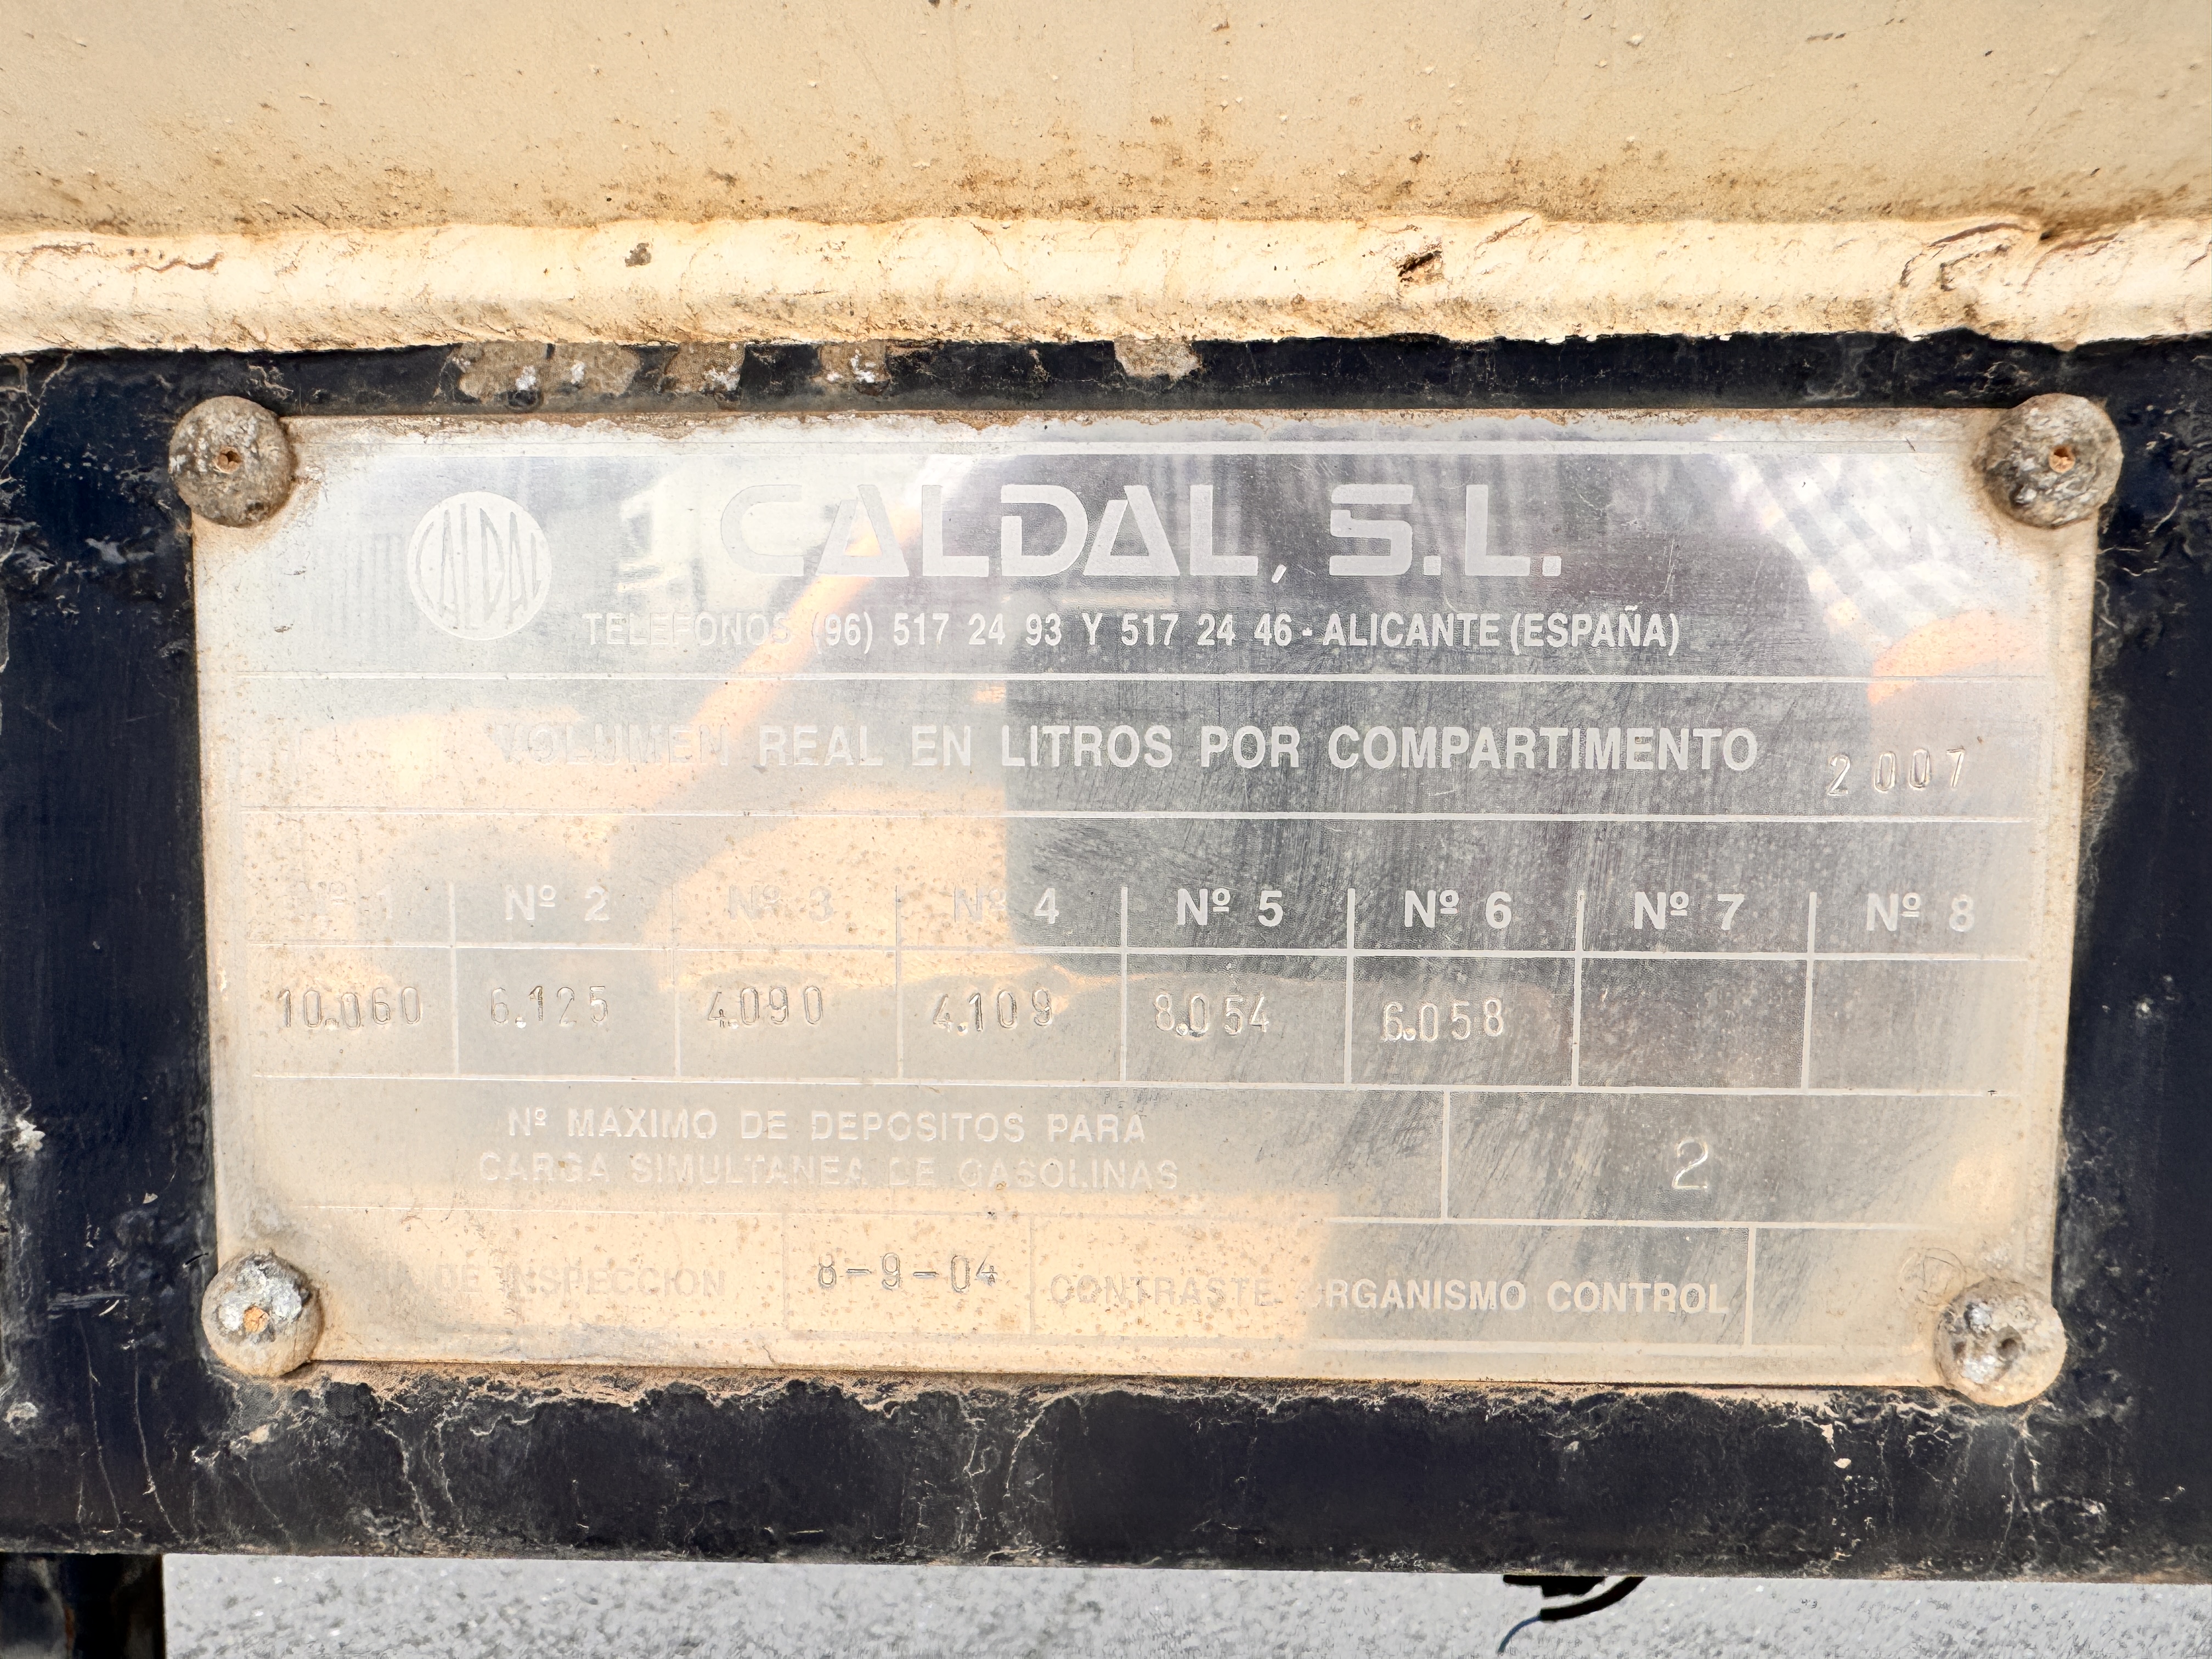 CALDAL
CALDAL, S.L.
TELEFONOS (96) 517 24 93 Y 517 24 46 - ALICANTE (ESPAÑA)
VOLUMEN REAL EN LITROS POR COMPARTIMENTO 2007
Nº 1 Nº 2 Nº 3 Nº 4 Nº 5 Nº 6 Nº 7 Nº 8
10.060 6.125 4.090 4.109 8.054 6.058
Nº MAXIMO DE DEPOSITOS PARA
CARGA SIMULTANEA DE GASOLINAS 2
DE INSPECCION 8-9-04 CONTRASTE ORGANISMO CONTROL